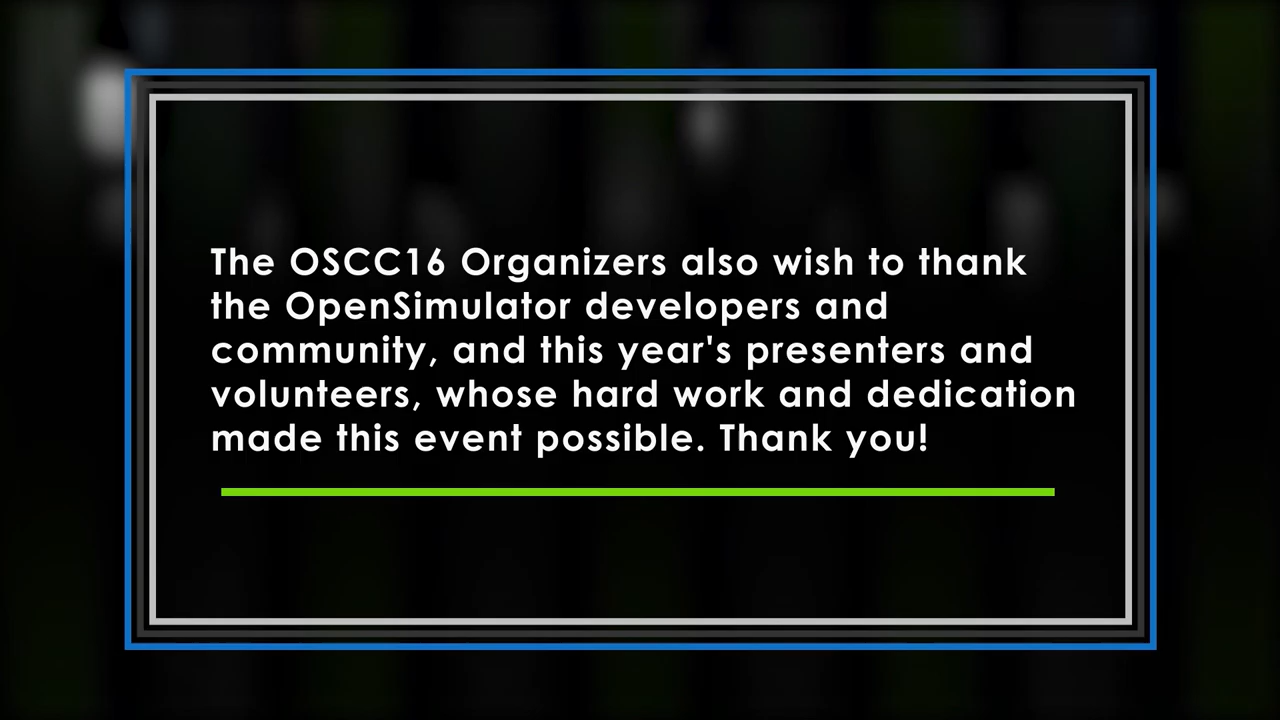 The OSCC16 Organizers also wish to thank
the OpenSimulator developers and
community, and this year's presenters and
volunteers, whose hard work and dedication
made this event possible. Thank you!